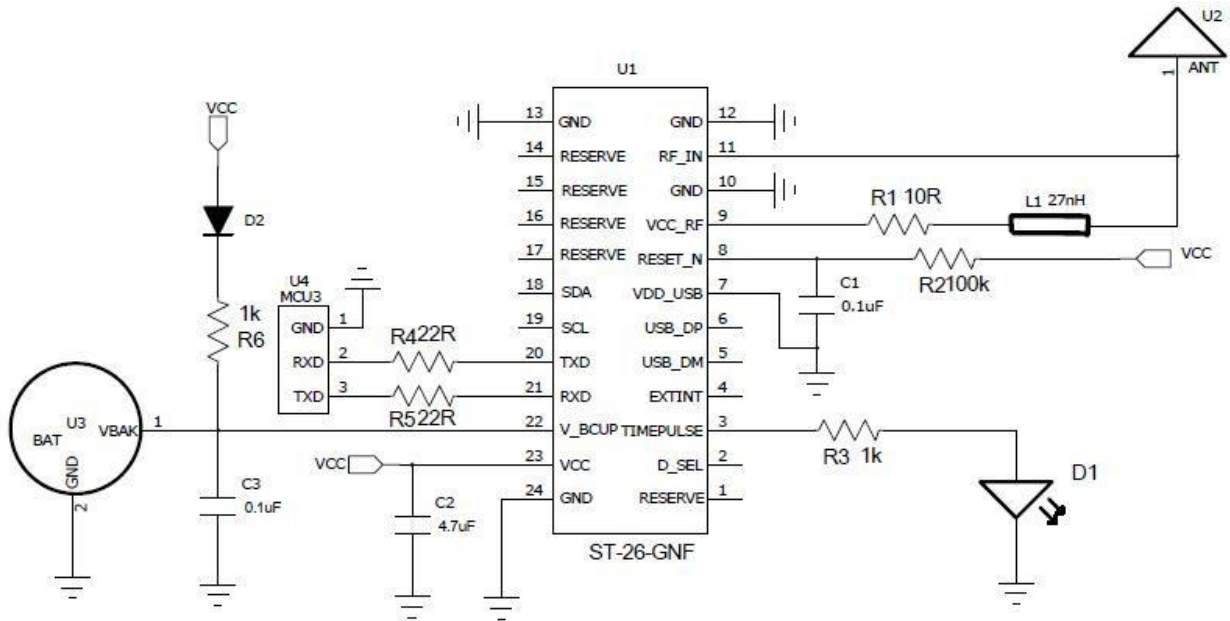 U2
1
ANT
U1
VCC
13 GND GND 12
14 RESERVE RF_IN 11
15 RESERVE GND 10
16 RESERVE VCC_RF 9
R1 10R
L1 27nH
17 RESERVE RESET_N 8
R2100k
VCC
D2
18 SDA VDD_USB 7
C1
0.1uF
19 SCL USB_DP 6
U4
MCU3
GND 1
RXD 2
TXD 3
1k
R6
R422R
R522R
20 TXD USB_DM 5
21 RXD EXTINT 4
22 V_BCUP TIMEPULSE 3
23 VCC D_SEL 2
24 GND RESERVE 1
U3
BAT
VBAK 1
GND
2
VCC
C3
0.1uF
C2
4.7uF
R3 1k
D1
ST-26-GNF